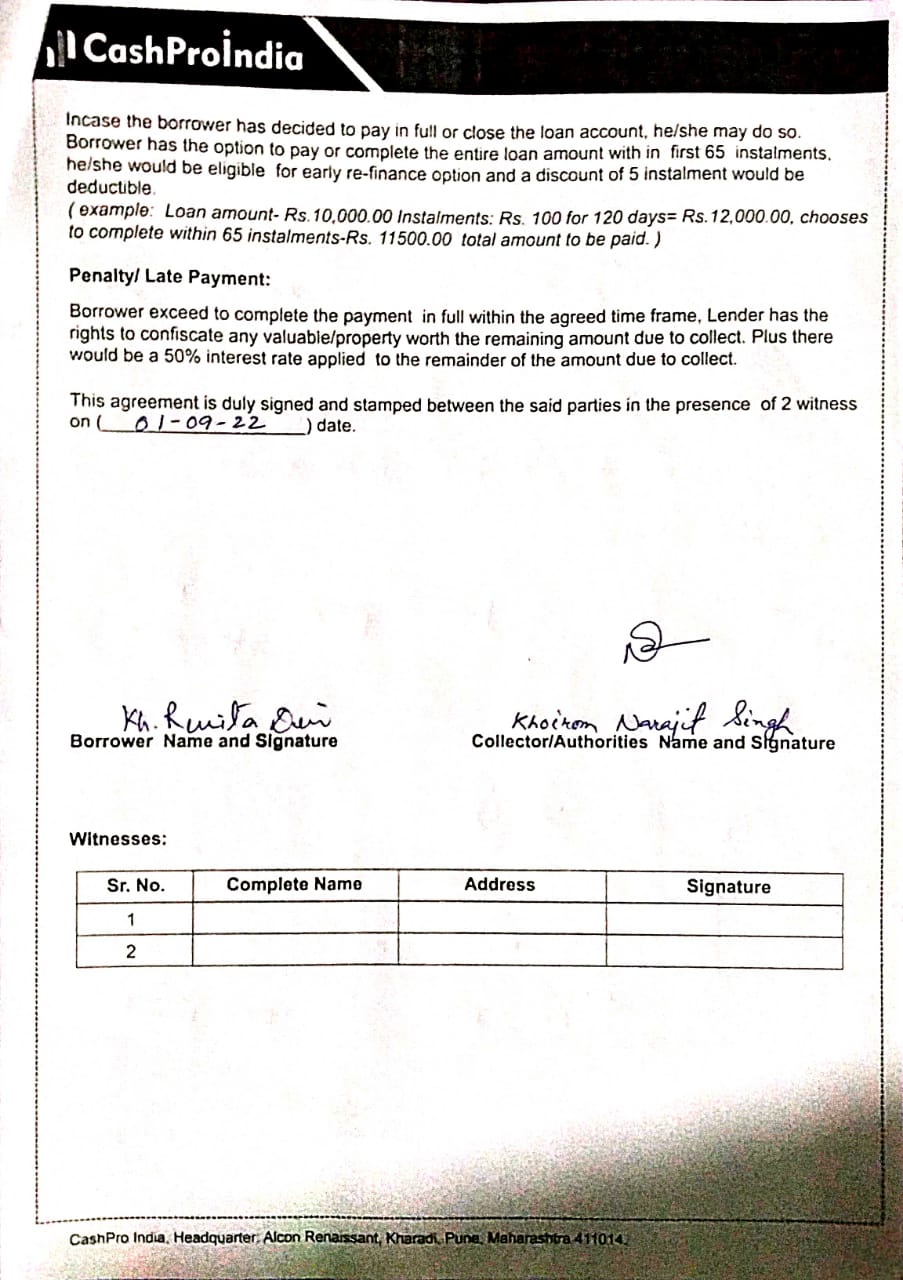 CashProIndia
Incase the borrower has decided to pay in full or close the loan account, he/she may do so.
Borrower has the option to pay or complete the entire loan amount with in first 65 instalments,
he/she would be eligible for early re-finance option and a discount of 5 instalment would be
deductible.
( example: Loan amount- Rs.10,000.00 Instalments: Rs. 100 for 120 days= Rs.12,000.00, chooses
to complete within 65 instalments-Rs. 11500.00 total amount to be paid. )
Penalty/ Late Payment:
Borrower exceed to complete the payment in full within the agreed time frame, Lender has the
rights to confiscate any valuable/property worth the remaining amount due to collect. Plus there
would be a 50% interest rate applied to the remainder of the amount due to collect.
This agreement is duly signed and stamped between the said parties in the presence of 2 witness
on ( 01-09-22 ) date.
Kh. Devi
Borrower Name and Signature
Khoirom Narajit Singh
Collector/Authorities Name and Signature
Witnesses:
Sr. No. Complete Name Address Signature
1
2
CashPro India, Headquarter: Alcon Renaissant, Kharadi, Pune, Maharashtra 411014.